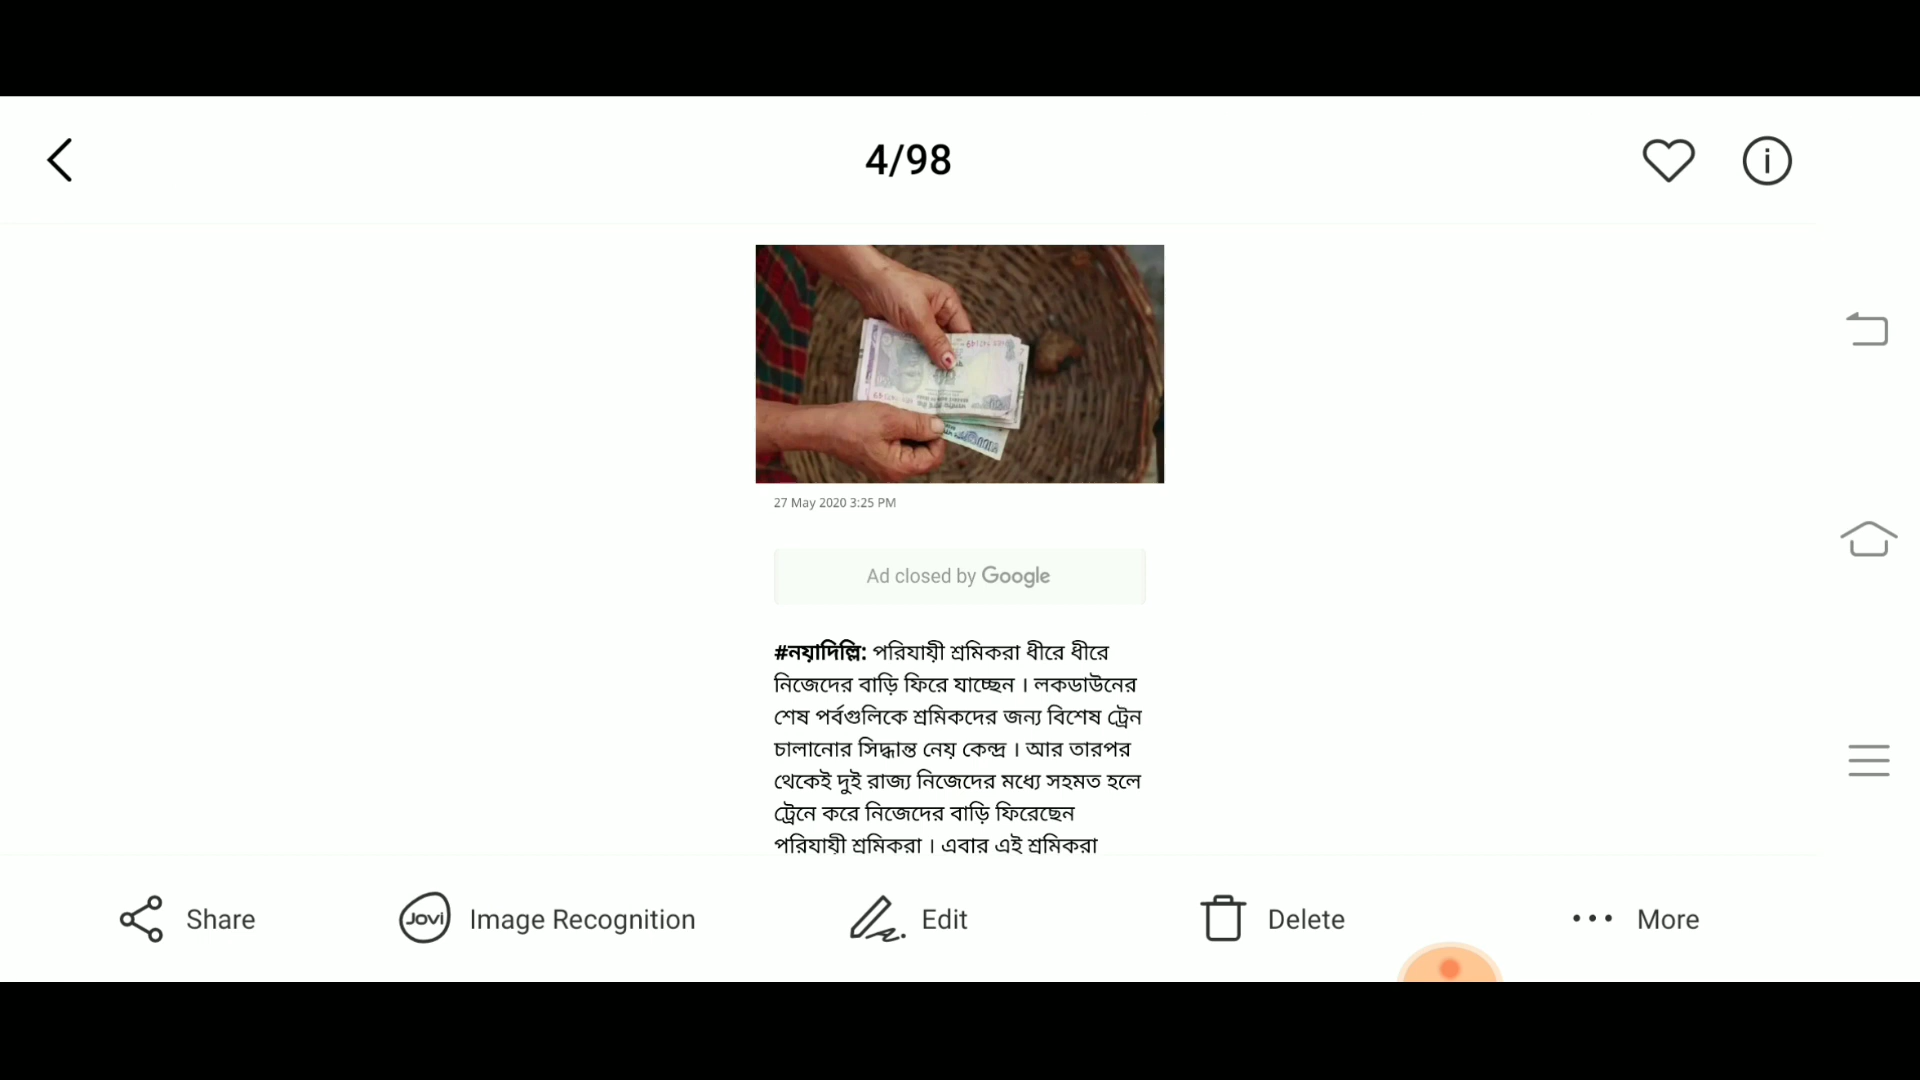 4/98
27 May 2020 3:25 PM
Ad closed by Google
#নয়াদিল্লি: পরিযায়ী শ্রমিকরা ধীরে ধীরে
নিজেদের বাড়ি ফিরে যাচ্ছেন । লকডাউনের
শেষ পর্বগুলিকে শ্রমিকদের জন্য বিশেষ ট্রেন
চালানোর সিদ্ধান্ত নেয় কেন্দ্র । আর তারপর
থেকেই দুই রাজ্য নিজেদের মধ্যে সহমত হলে
ট্রেনে করে নিজেদের বাড়ি ফিরেছেন
পরিযায়ী শ্রমিকরা । এবার এই শ্রমিকরা
Share
Jovi Image Recognition
Edit
Delete
More